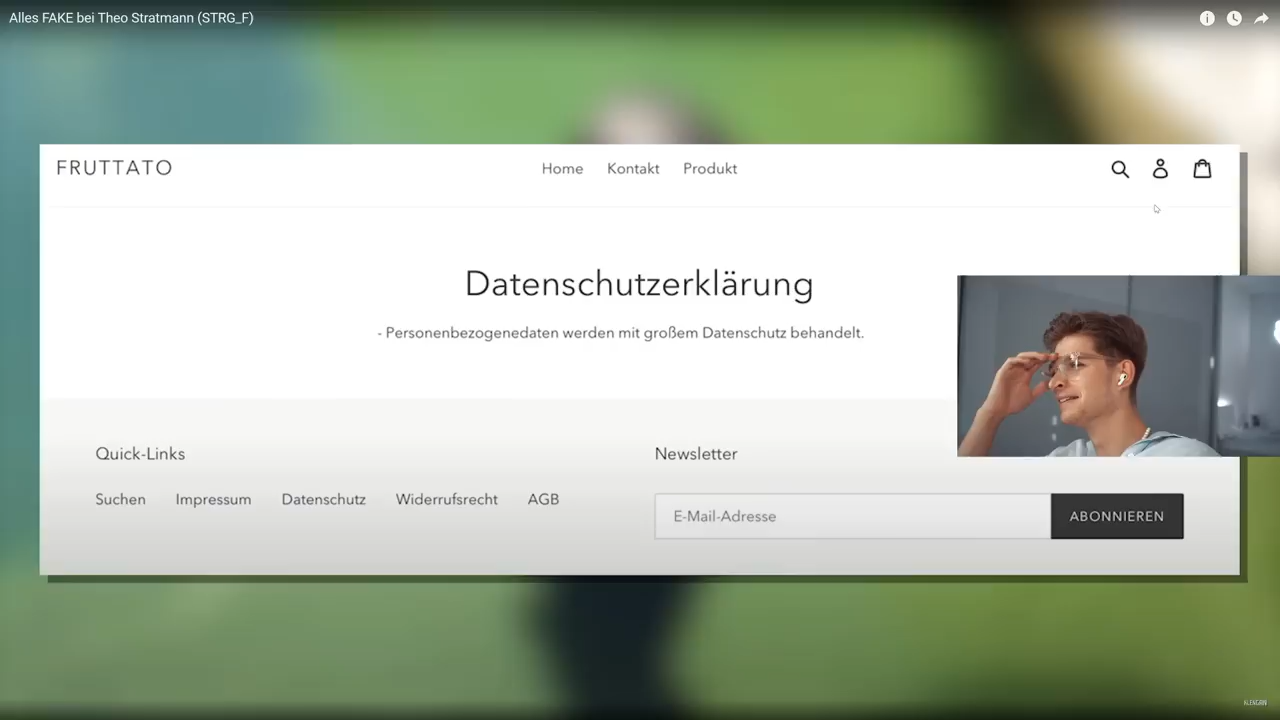 Alles FAKE bei Theo Stratmann (STRG_F)
FRUTTATO
Home Kontakt Produkt
Datenschutzerklärung
- Personenbezogenedaten werden mit großem Datenschutz behandelt.
Quick-Links
Newsletter
Suchen Impressum Datenschutz Widerrufsrecht AGB
E-Mail-Adresse
ABONNIEREN